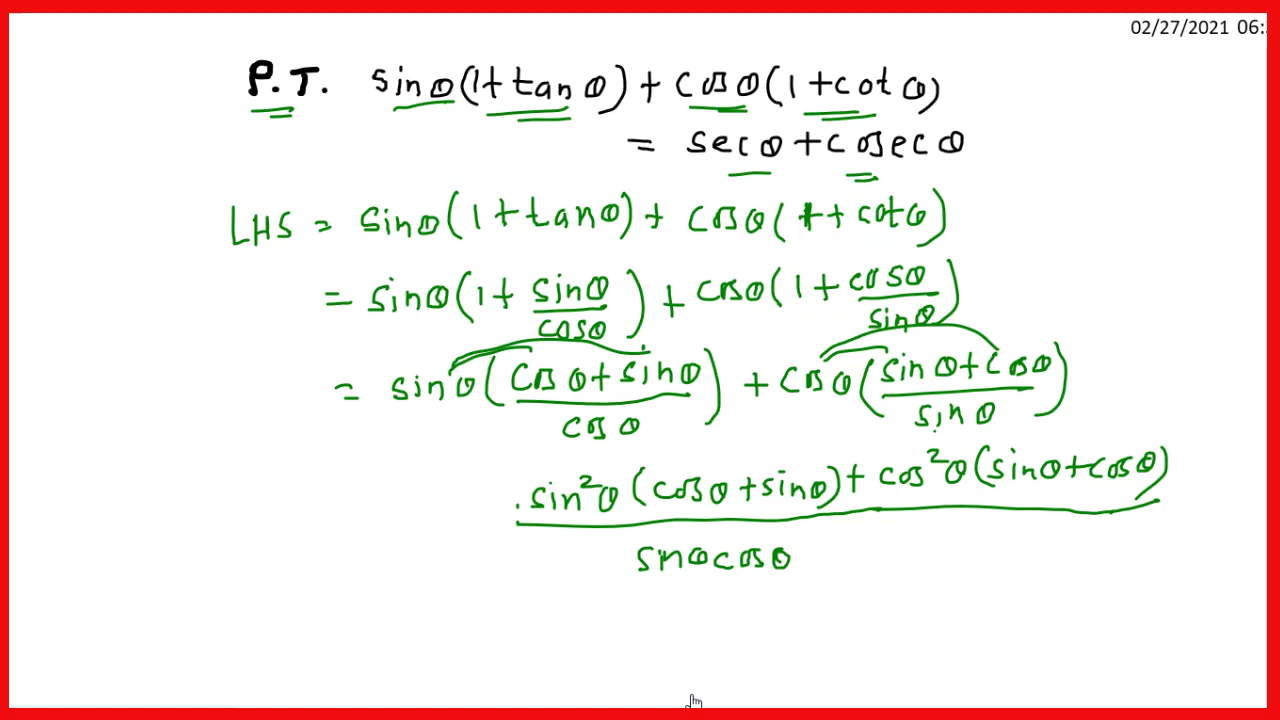 02/27/2021 06:
P.T. sinθ(1+tanθ)+cosθ(1+cotθ)
= secθ+cosecθ
LHS = sinθ(1+tanθ)+cosθ(1+cotθ)
= sinθ(1+sinθ/cosθ)+cosθ(1+cosθ/sinθ)
= sinθ(cosθ+sinθ/cosθ)+cosθ(sinθ+cosθ/sinθ)
sin²θ(cosθ+sinθ)+cos²θ(sinθ+cosθ)
sinθcosθ